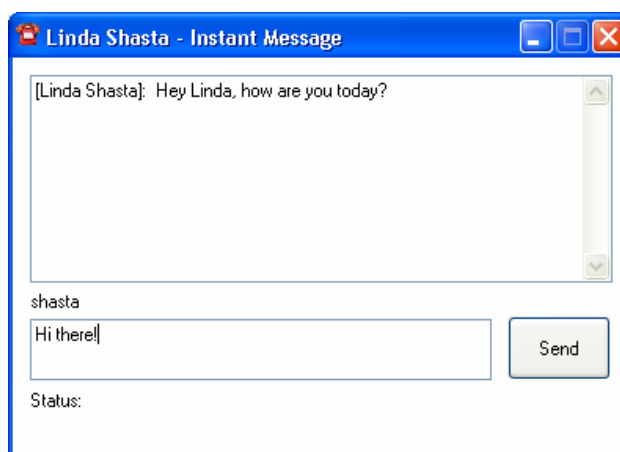 Linda Shasta - Instant Message
[Linda Shasta]:  Hey Linda, how are you today?
shasta
Hi there!
Send
Status: